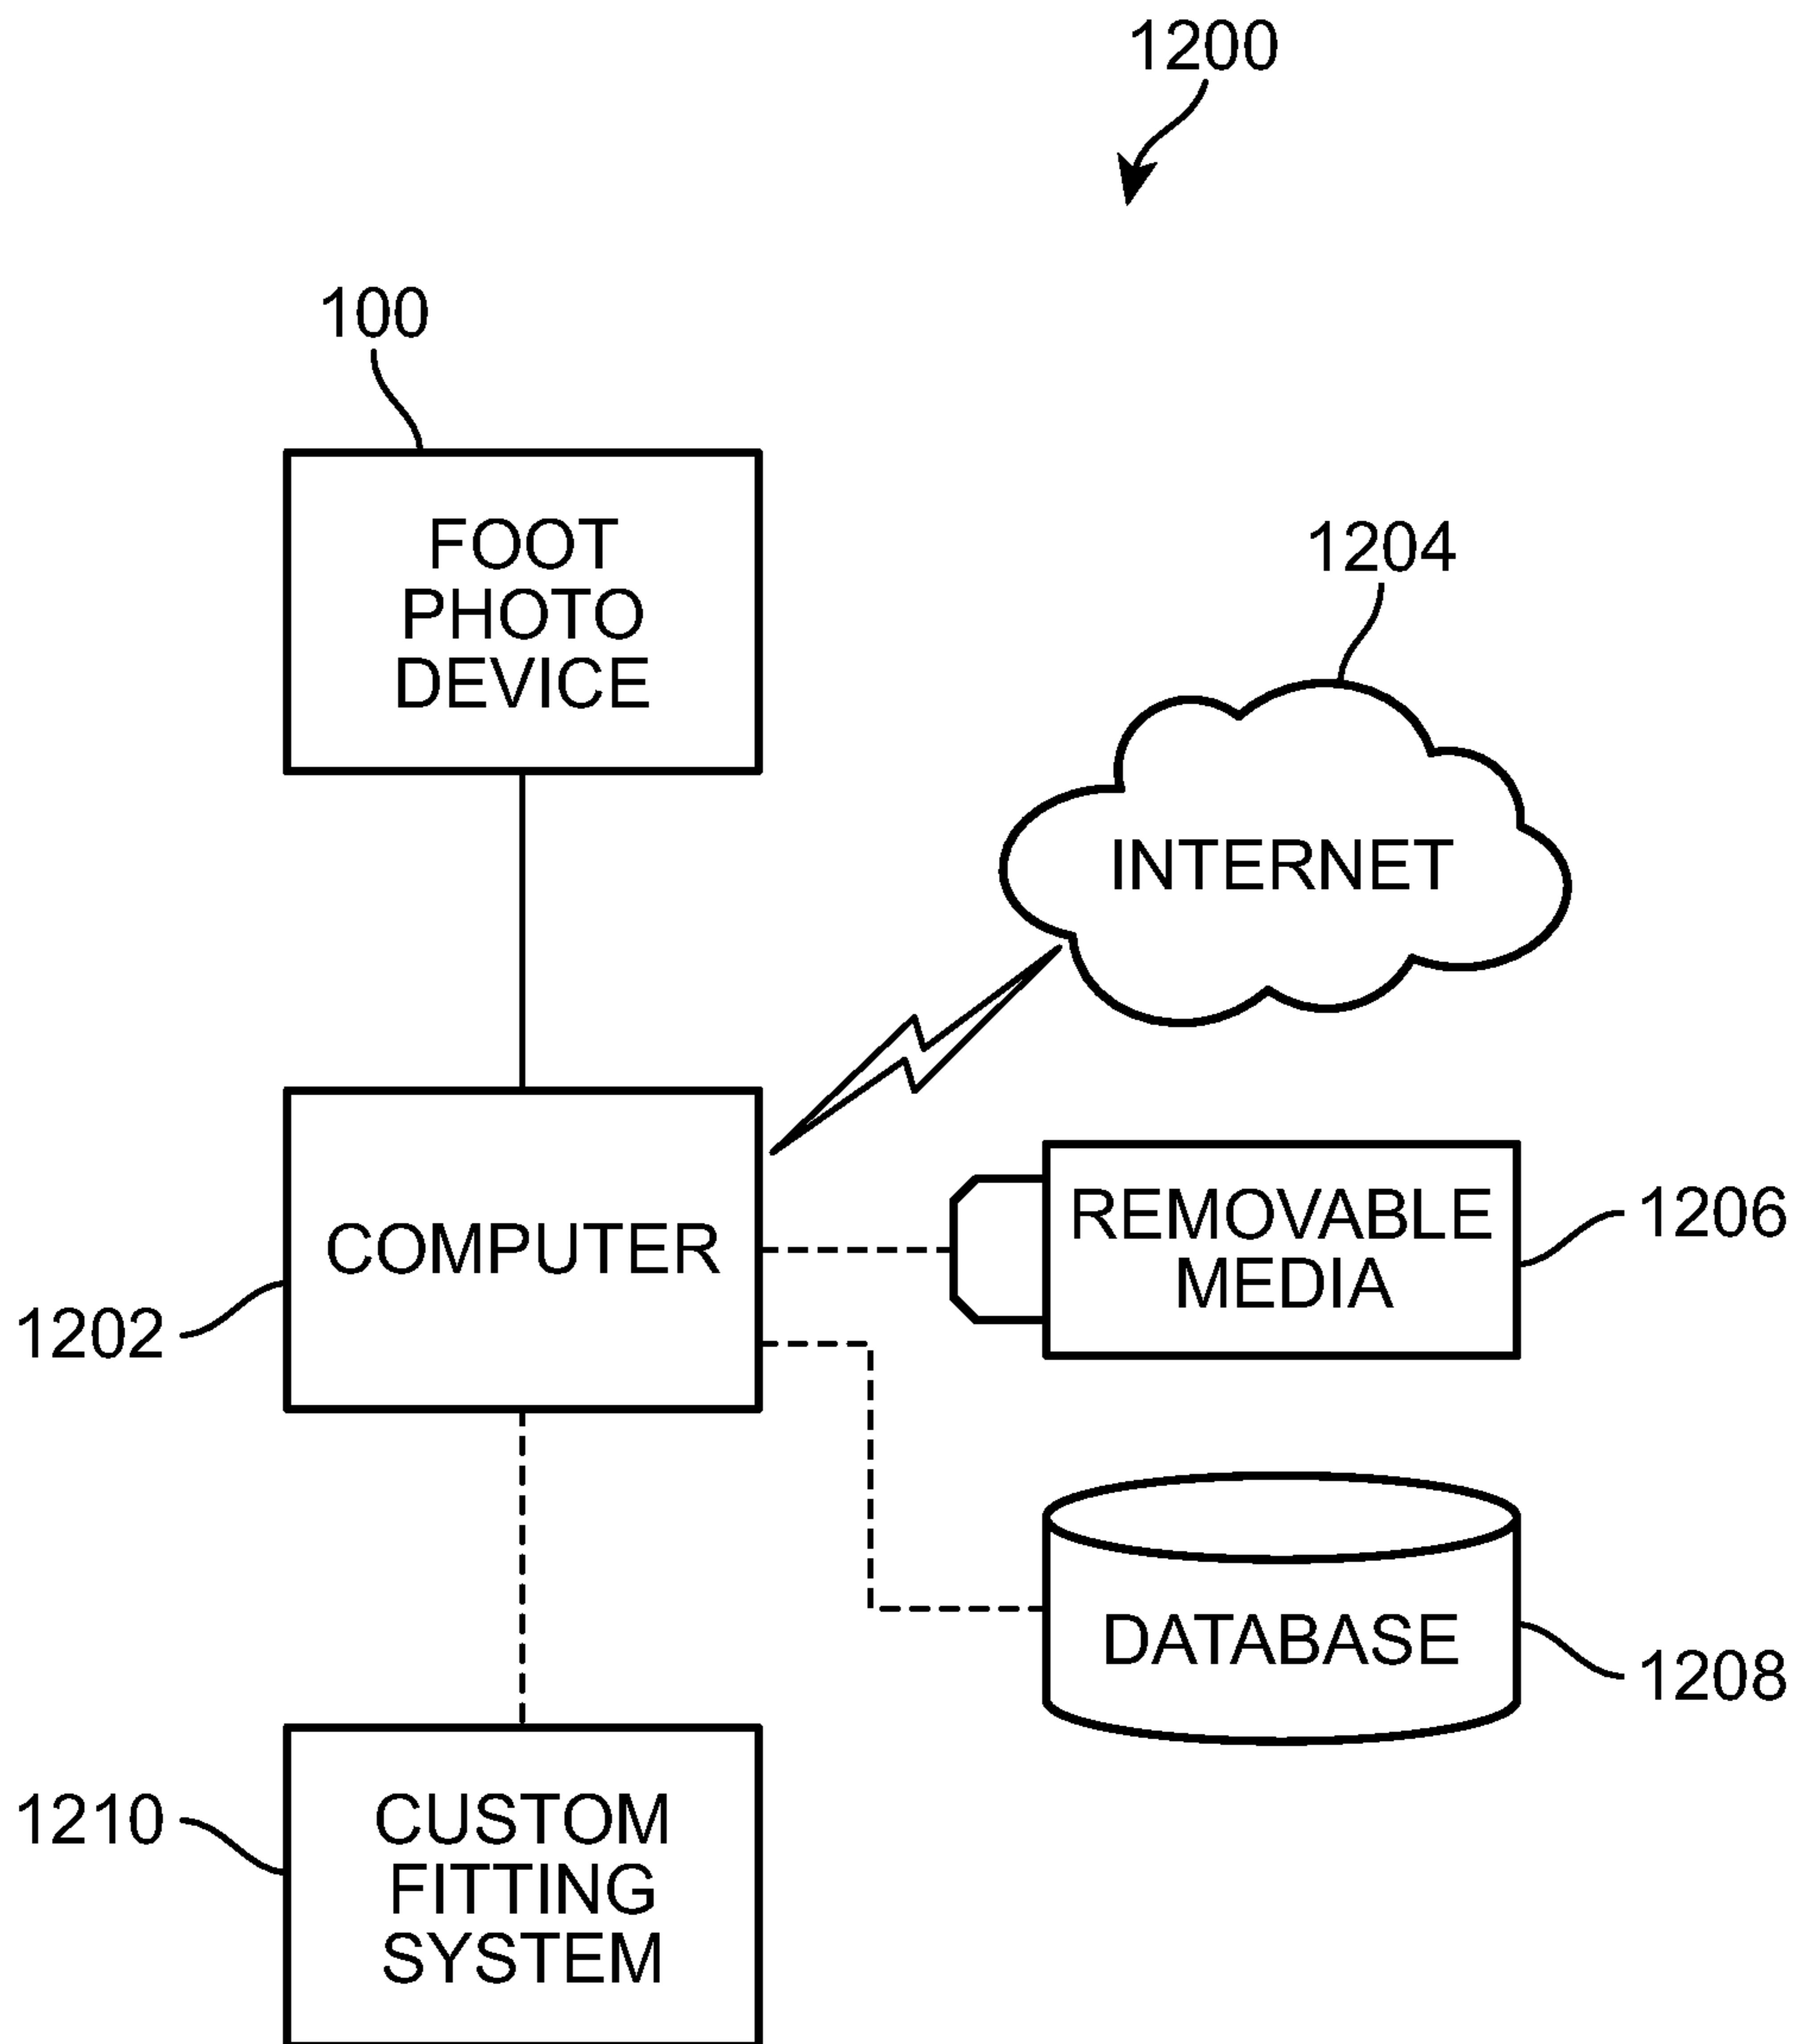 1200
100
FOOT
PHOTO
DEVICE
1204
INTERNET
COMPUTER
1202
REMOVABLE
MEDIA
1206
DATABASE
1208
1210
CUSTOM
FITTING
SYSTEM